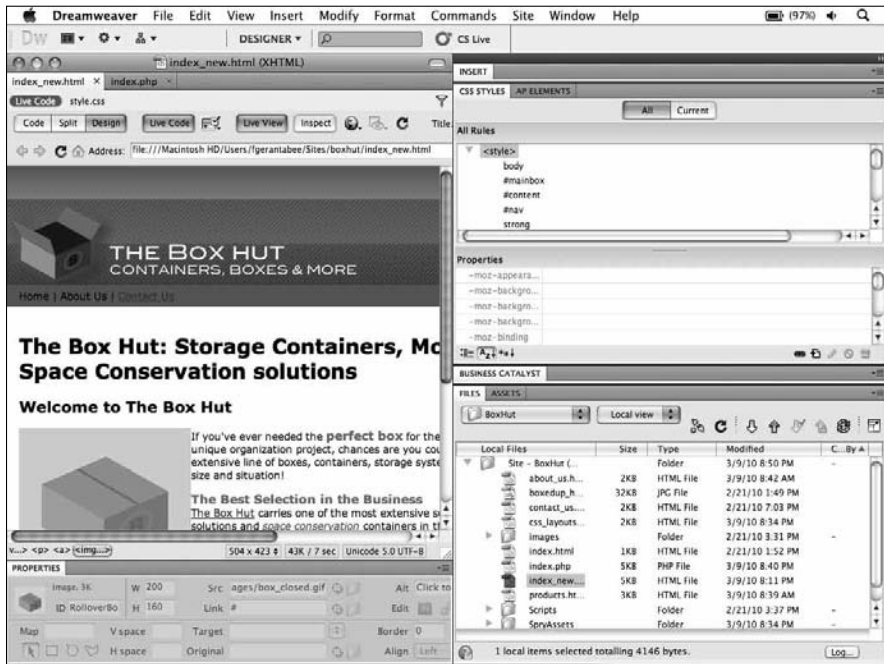 Dreamweaver File Edit View Insert Modify Format Commands Site Window Help (97%)
Dw DESIGNER CS Live
index_new.html (XHTML)
index_new.html × index.php ×
Live Code style.css
Code Split Design Live Code Live View Inspect Title
Address: file:///Macintosh HD/Users/fgerantabee/Sites/boxhut/index_new.html
THE BOX HUT
CONTAINERS, BOXES & MORE
Home | About Us | Contact Us
The Box Hut: Storage Containers, Mo
Space Conservation solutions
Welcome to The Box Hut
If you've ever needed the perfect box for the
unique organization project, chances are you cou
extensive line of boxes, containers, storage syste
size and situation!
The Best Selection in the Business
The Box Hut carries one of the most extensive se
solutions and space conservation containers in t
v...> <p> <a> <img...> 504 x 423 43K / 7 sec Unicode 5.0 UTF-8
PROPERTIES
Image, 3K W 200 Src ages/box_closed.gif Alt Click to
ID RolloverBo H 160 Link # Edit
Map V space Target Border 0
H space Original Align Left
INSERT
CSS STYLES AP ELEMENTS
All Current
All Rules
<style>
body
#mainbox
#content
#nav
strong
Properties
-moz-appeara...
-moz-backgro...
-moz-backgro...
-moz-backgro...
-moz-binding
BUSINESS CATALYST
FILES ASSETS
BoxHut Local view
Local Files Size Type Modified C...By
Site - BoxHut (... Folder 3/9/10 8:50 PM -
about_us.h... 2KB HTML File 3/9/10 8:42 AM
boxedup_h... 32KB JPG File 2/21/10 1:49 PM
contact_us.... 2KB HTML File 2/21/10 7:03 PM
css_layouts... 2KB HTML File 3/9/10 8:34 PM
images Folder 2/21/10 3:31 PM -
index.html 1KB HTML File 2/21/10 1:52 PM
index.php 5KB PHP File 3/9/10 8:40 PM
index_new.... 5KB HTML File 3/9/10 8:11 PM
products.ht... 3KB HTML File 3/9/10 8:39 AM
Scripts Folder 2/21/10 3:37 PM -
SpryAssets Folder 3/9/10 8:34 PM -
1 local items selected totalling 4146 bytes. Log...